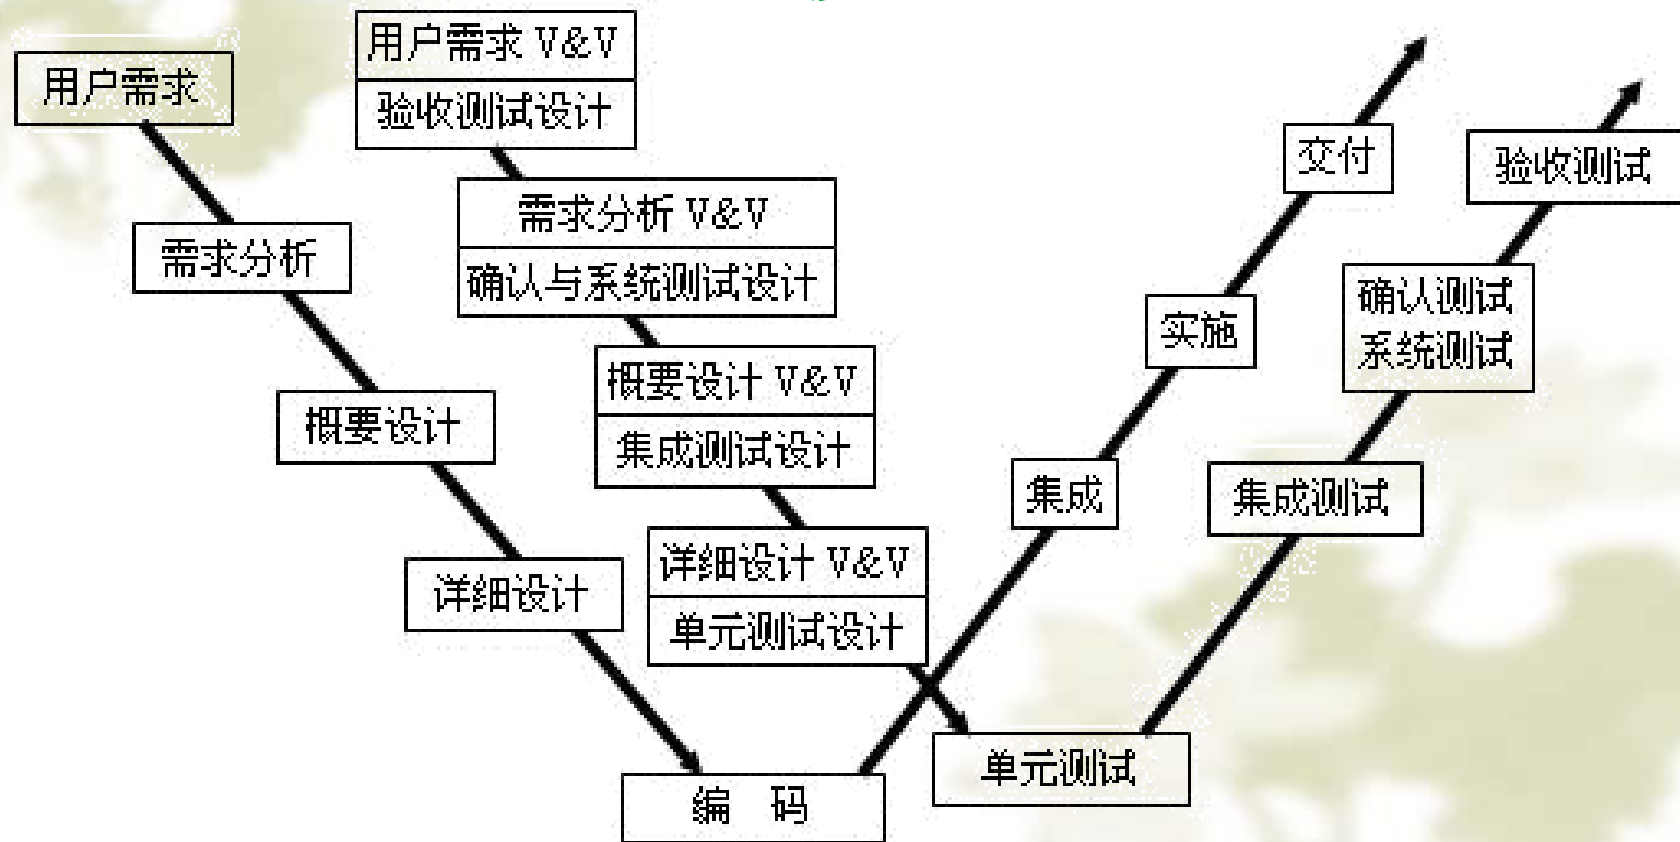 用户需求
用户需求 V&V
验收测试设计
需求分析
需求分析 V&V
确认与系统测试设计
概要设计
概要设计 V&V
集成测试设计
详细设计
详细设计 V&V
单元测试设计
编 码
集成
实施
交付
单元测试
集成测试
确认测试
系统测试
验收测试